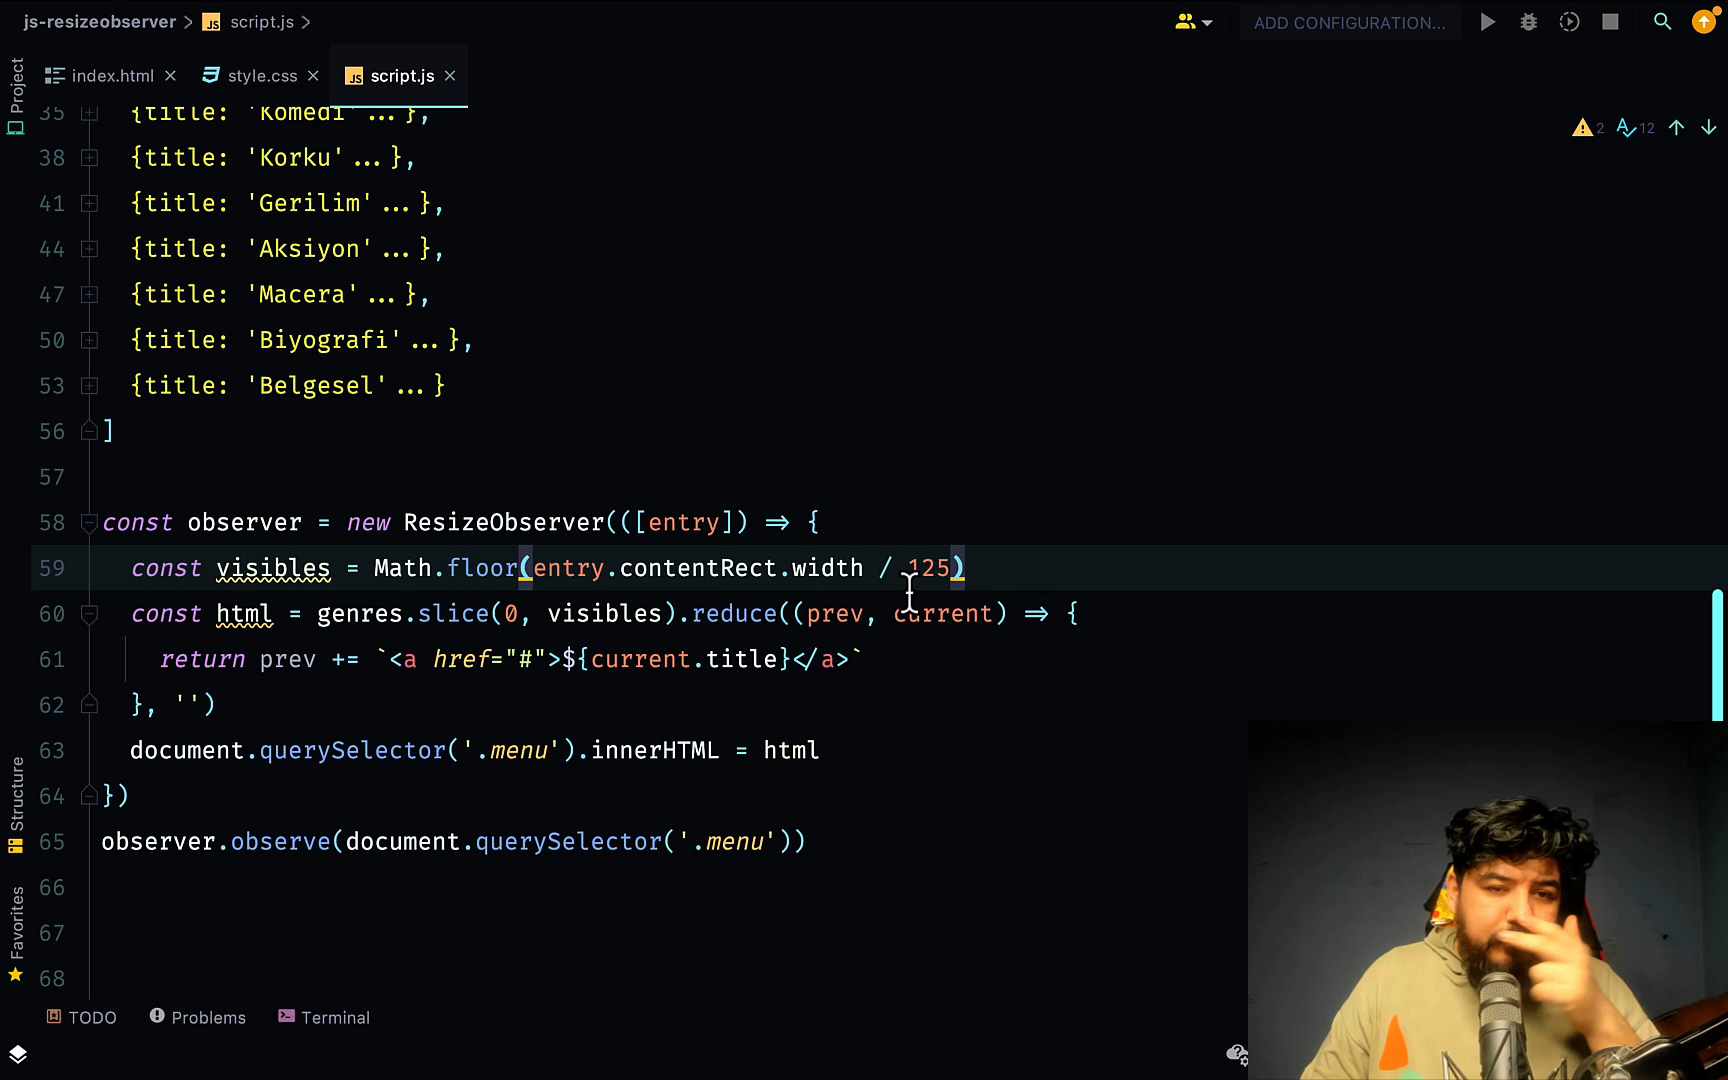 js-resizeobserver > JS script.js >
ADD CONFIGURATION...
Project
index.html ×
style.css ×
JS script.js ×
2 12
35 {title: 'Komedi'...},
38 {title: 'Korku'...},
41 {title: 'Gerilim'...},
44 {title: 'Aksiyon'...},
47 {title: 'Macera'...},
50 {title: 'Biyografi'...},
53 {title: 'Belgesel'...}
56 ]
57
58 const observer = new ResizeObserver(([entry]) => {
59 const visibles = Math.floor(entry.contentRect.width / 125)
60 const html = genres.slice(0, visibles).reduce((prev, current) => {
61 return prev += `<a href="#">${current.title}</a>`
62 }, '')
63 document.querySelector('.menu').innerHTML = html
64 })
65 observer.observe(document.querySelector('.menu'))
66
67
68
Structure
Favorites
TODO
Problems
Terminal